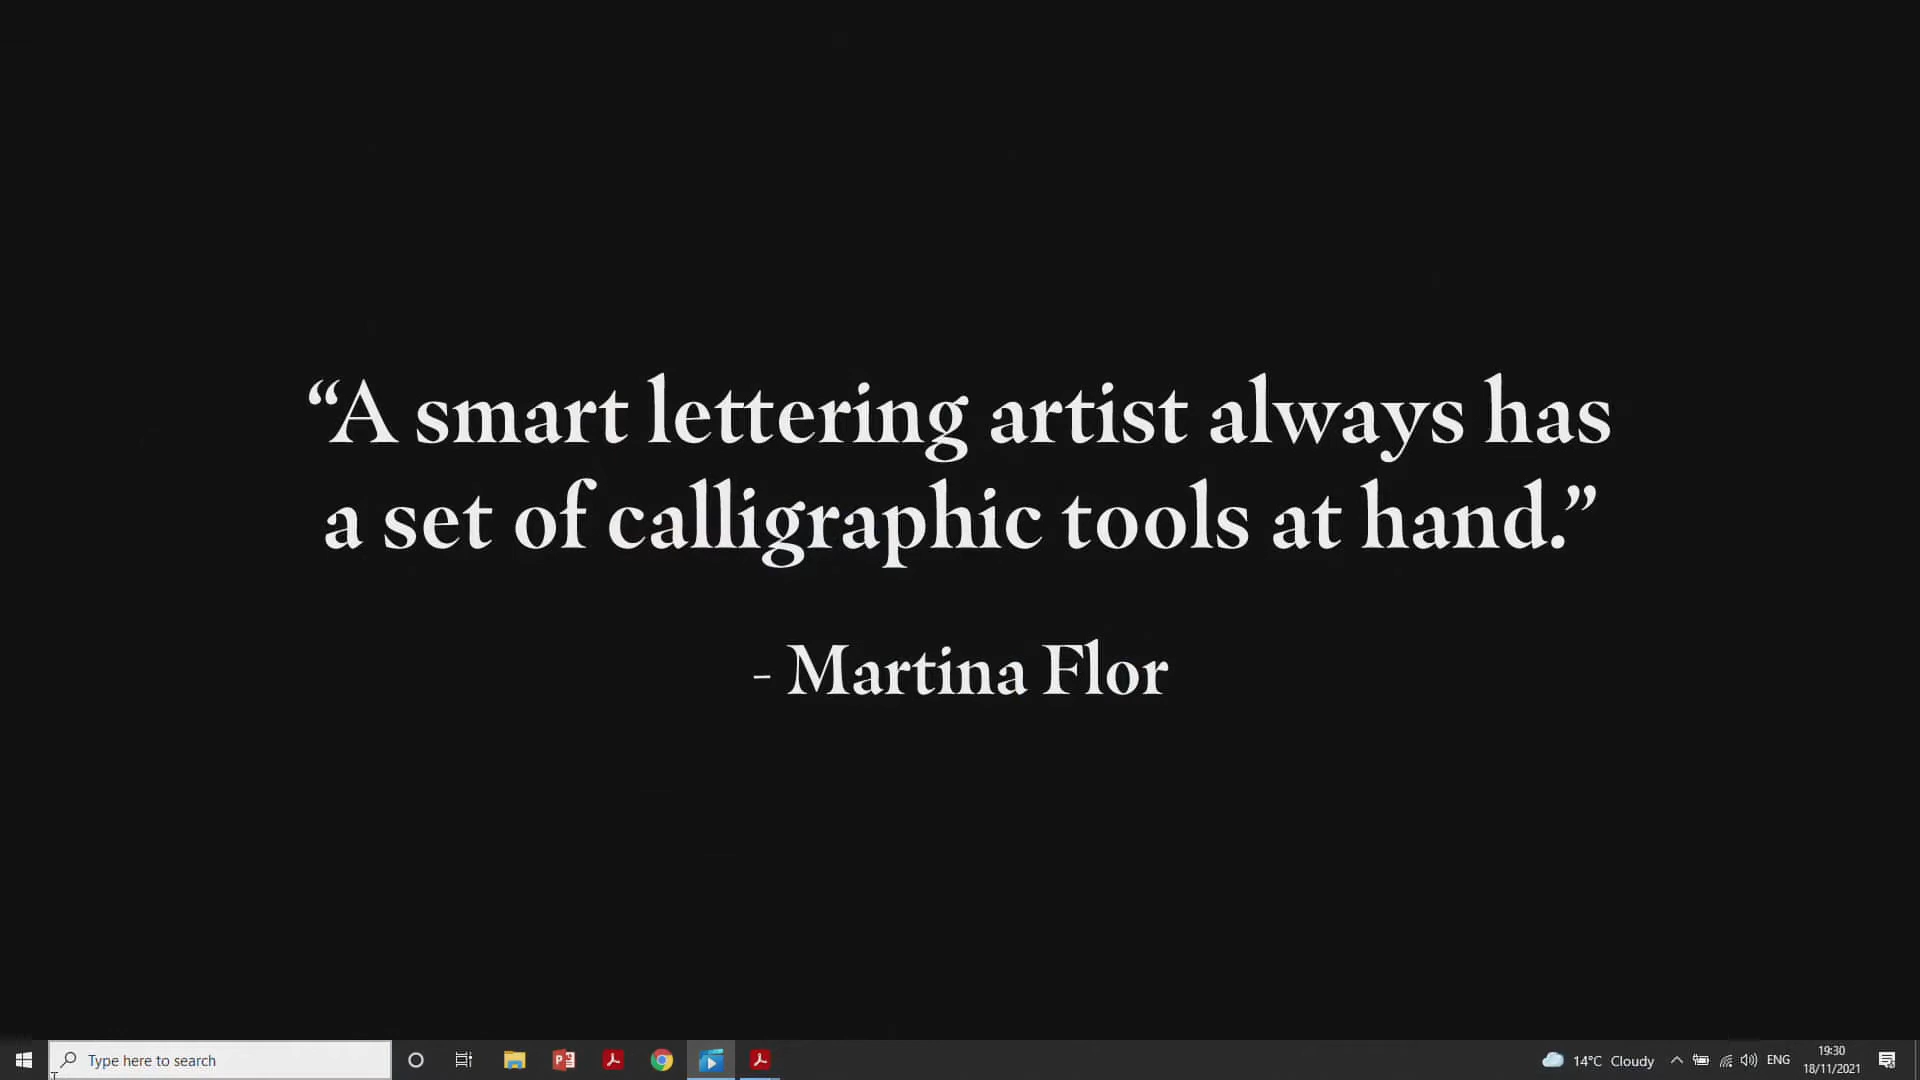 “A smart lettering artist always has
a set of calligraphic tools at hand.”
- Martina Flor
Type here to search
14°C Cloudy
ENG
19:30
18/11/2021